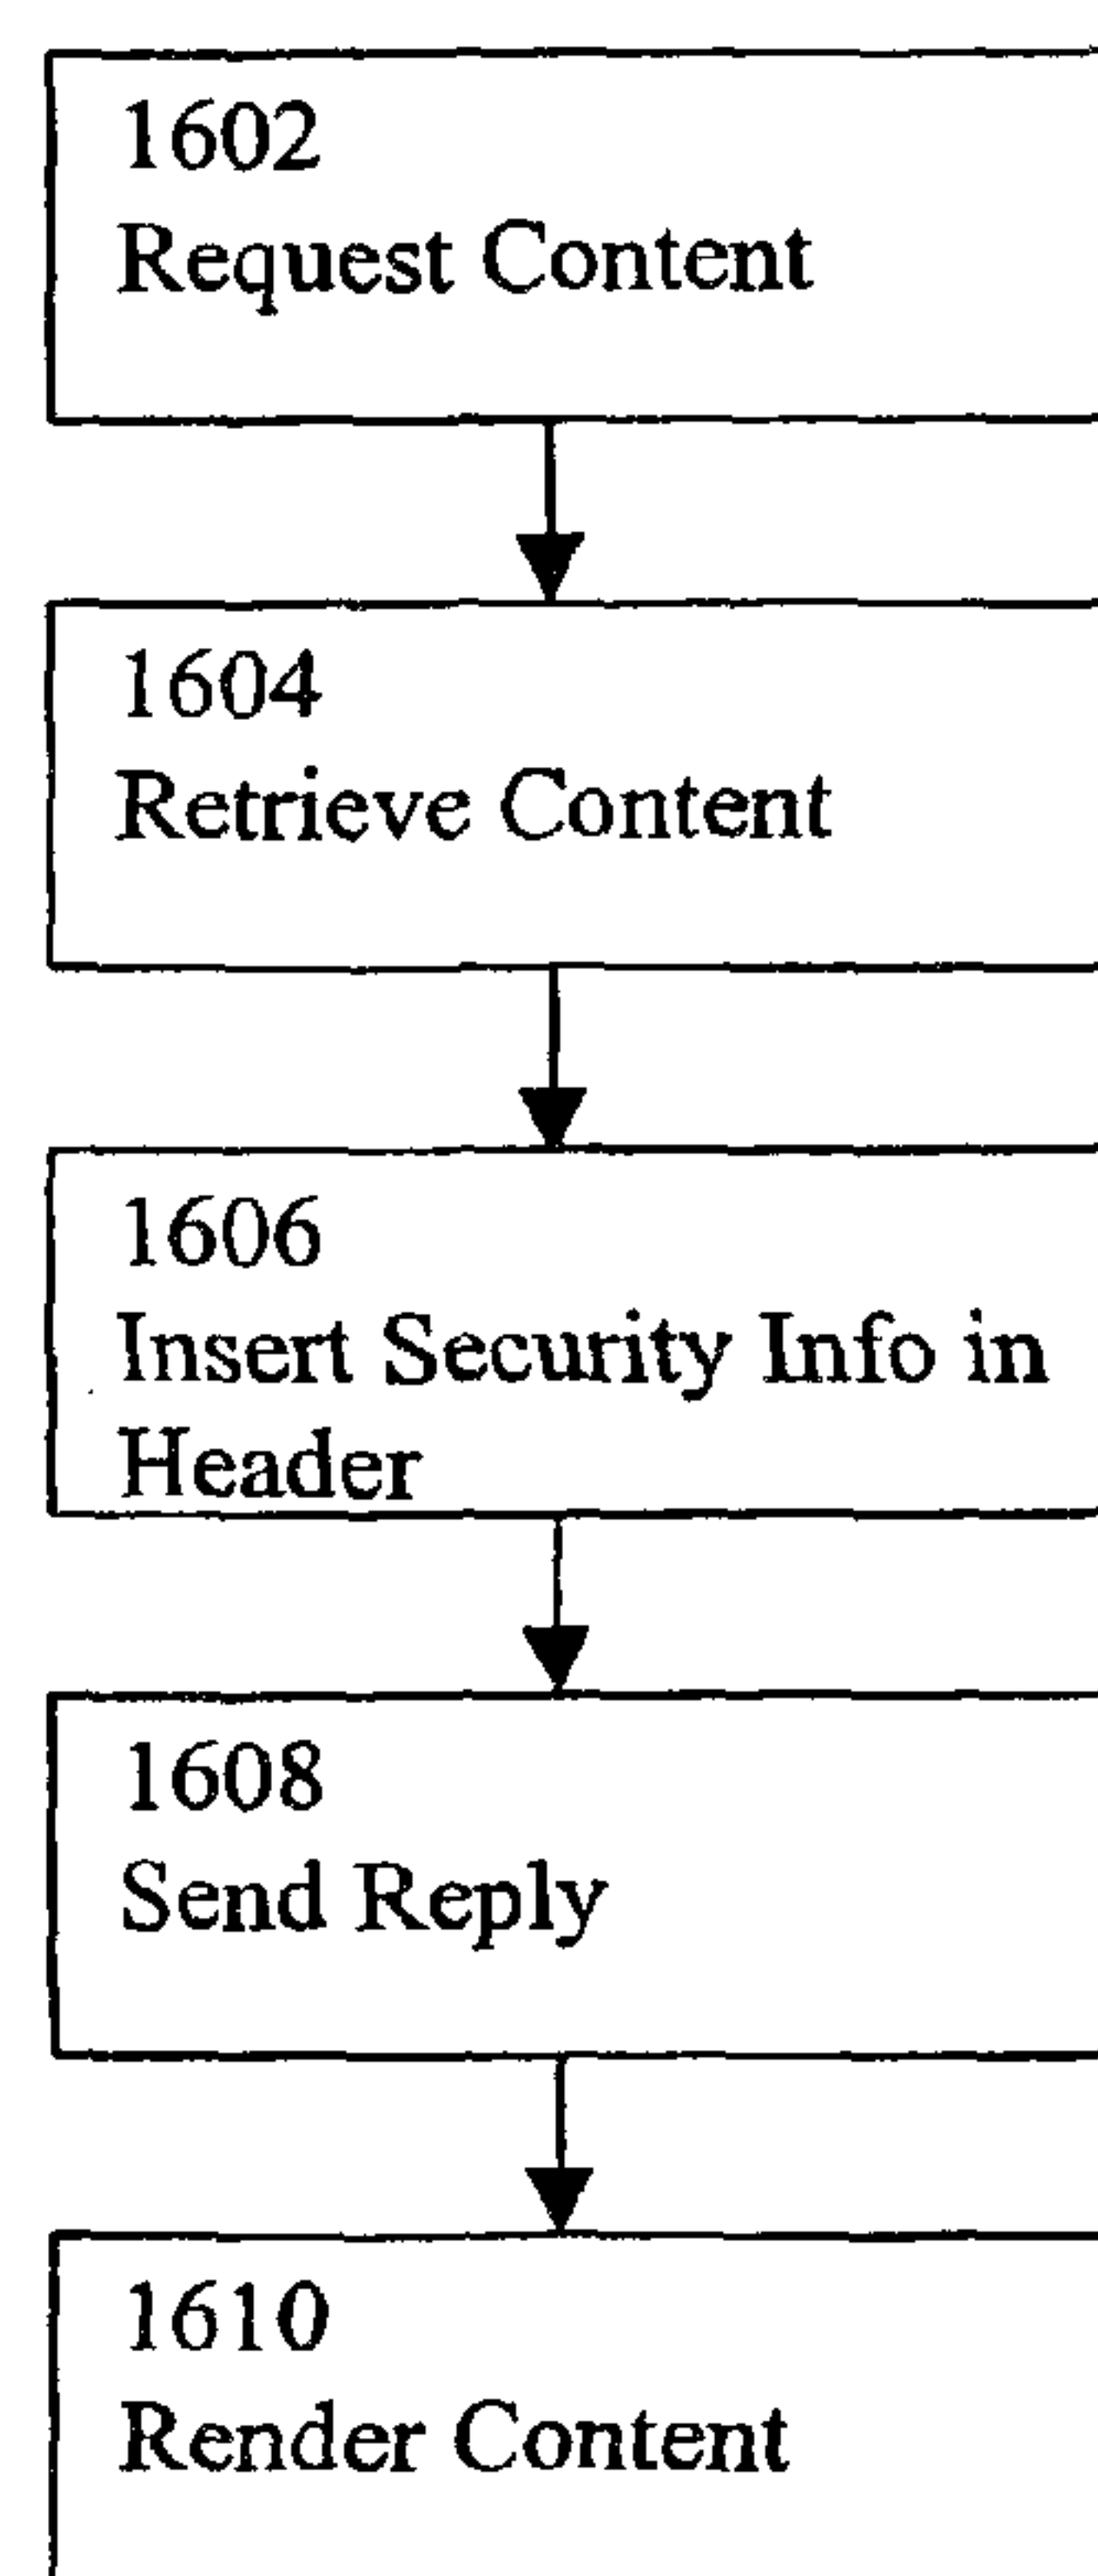 1602
Request Content
1604
Retrieve Content
1606
Insert Security Info in
Header
1608
Send Reply
1610
Render Content